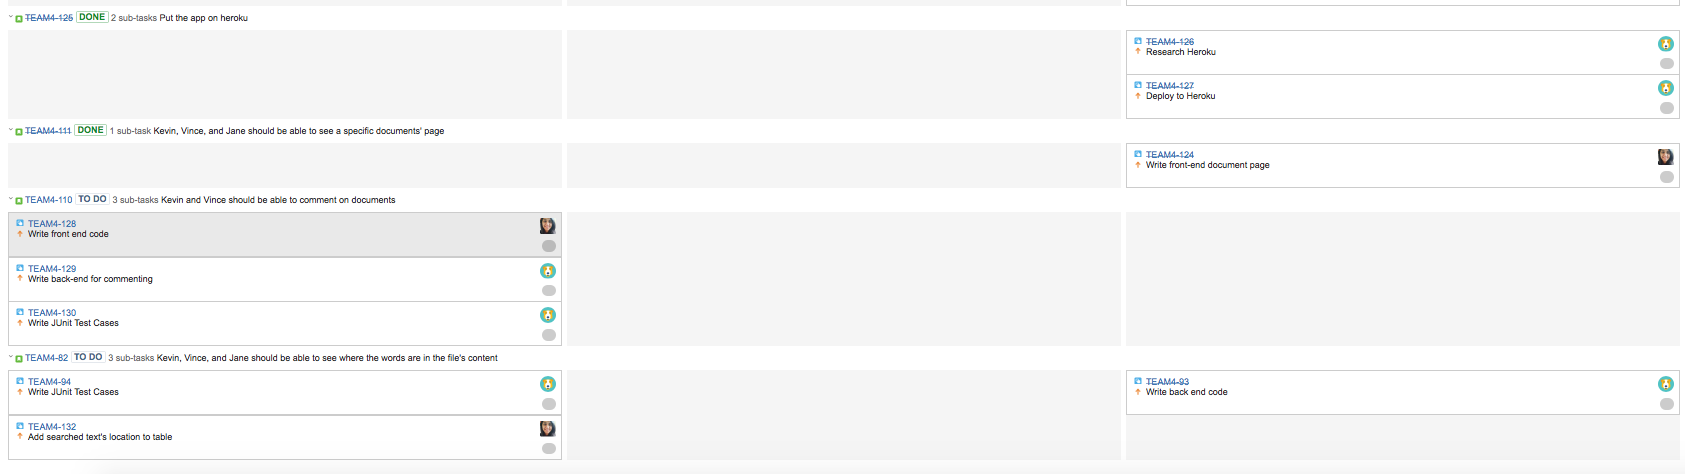 TEAM4-125 DONE 2 sub-tasks Put the app on heroku
TEAM4-126
Research Heroku
TEAM4-127
Deploy to Heroku
TEAM4-111 DONE 1 sub-task Kevin, Vince, and Jane should be able to see a specific documents' page
TEAM4-124
Write front-end document page
TEAM4-110 TO DO 3 sub-tasks Kevin and Vince should be able to comment on documents
TEAM4-128
Write front end code
TEAM4-129
Write back-end for commenting
TEAM4-130
Write JUnit Test Cases
TEAM4-82 TO DO 3 sub-tasks Kevin, Vince, and Jane should be able to see where the words are in the file's content
TEAM4-94
Write JUnit Test Cases
TEAM4-93
Write back end code
TEAM4-132
Add searched text's location to table